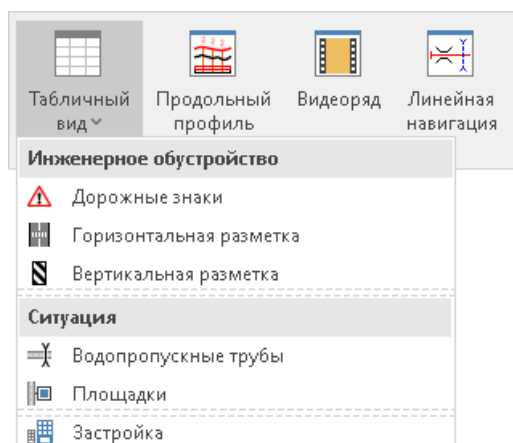 Табличный вид
Продольный профиль
Видеоряд
Линейная навигация
Инженерное обустройство
Дорожные знаки
Горизонтальная разметка
Вертикальная разметка
Ситуация
Водопропускные трубы
Площадки
Застройка